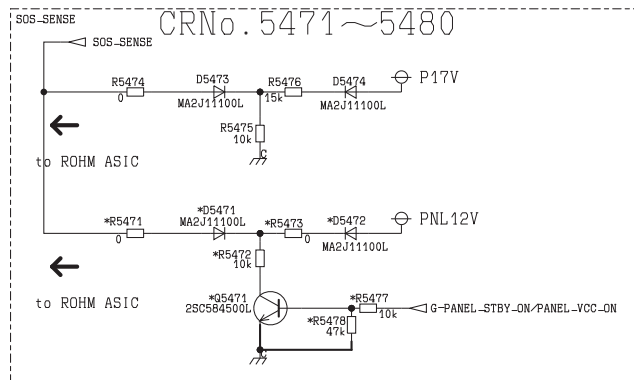 SOS_SENSE
CRNo.5471～5480
SOS_SENSE
R5474
0
D5473
MA2J11100L
R5476
15k
D5474
MA2J11100L
P17V
R5475
10k
C
to ROHM ASIC
*R5471
0
*D5471
MA2J11100L
*R5473
0
*D5472
MA2J11100L
PNL12V
*R5472
10k
to ROHM ASIC
*Q5471
2SC584500L
*R5477
10k
G-PANEL_STBY_ON/PANEL_VCC_ON
*R5478
47k
C